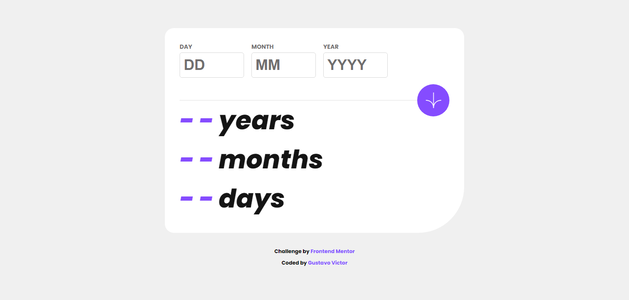 DAY MONTH YEAR
DD MM YYYY
-- years
-- months
-- days
Challenge by Frontend Mentor
Coded by Gustavo Victor